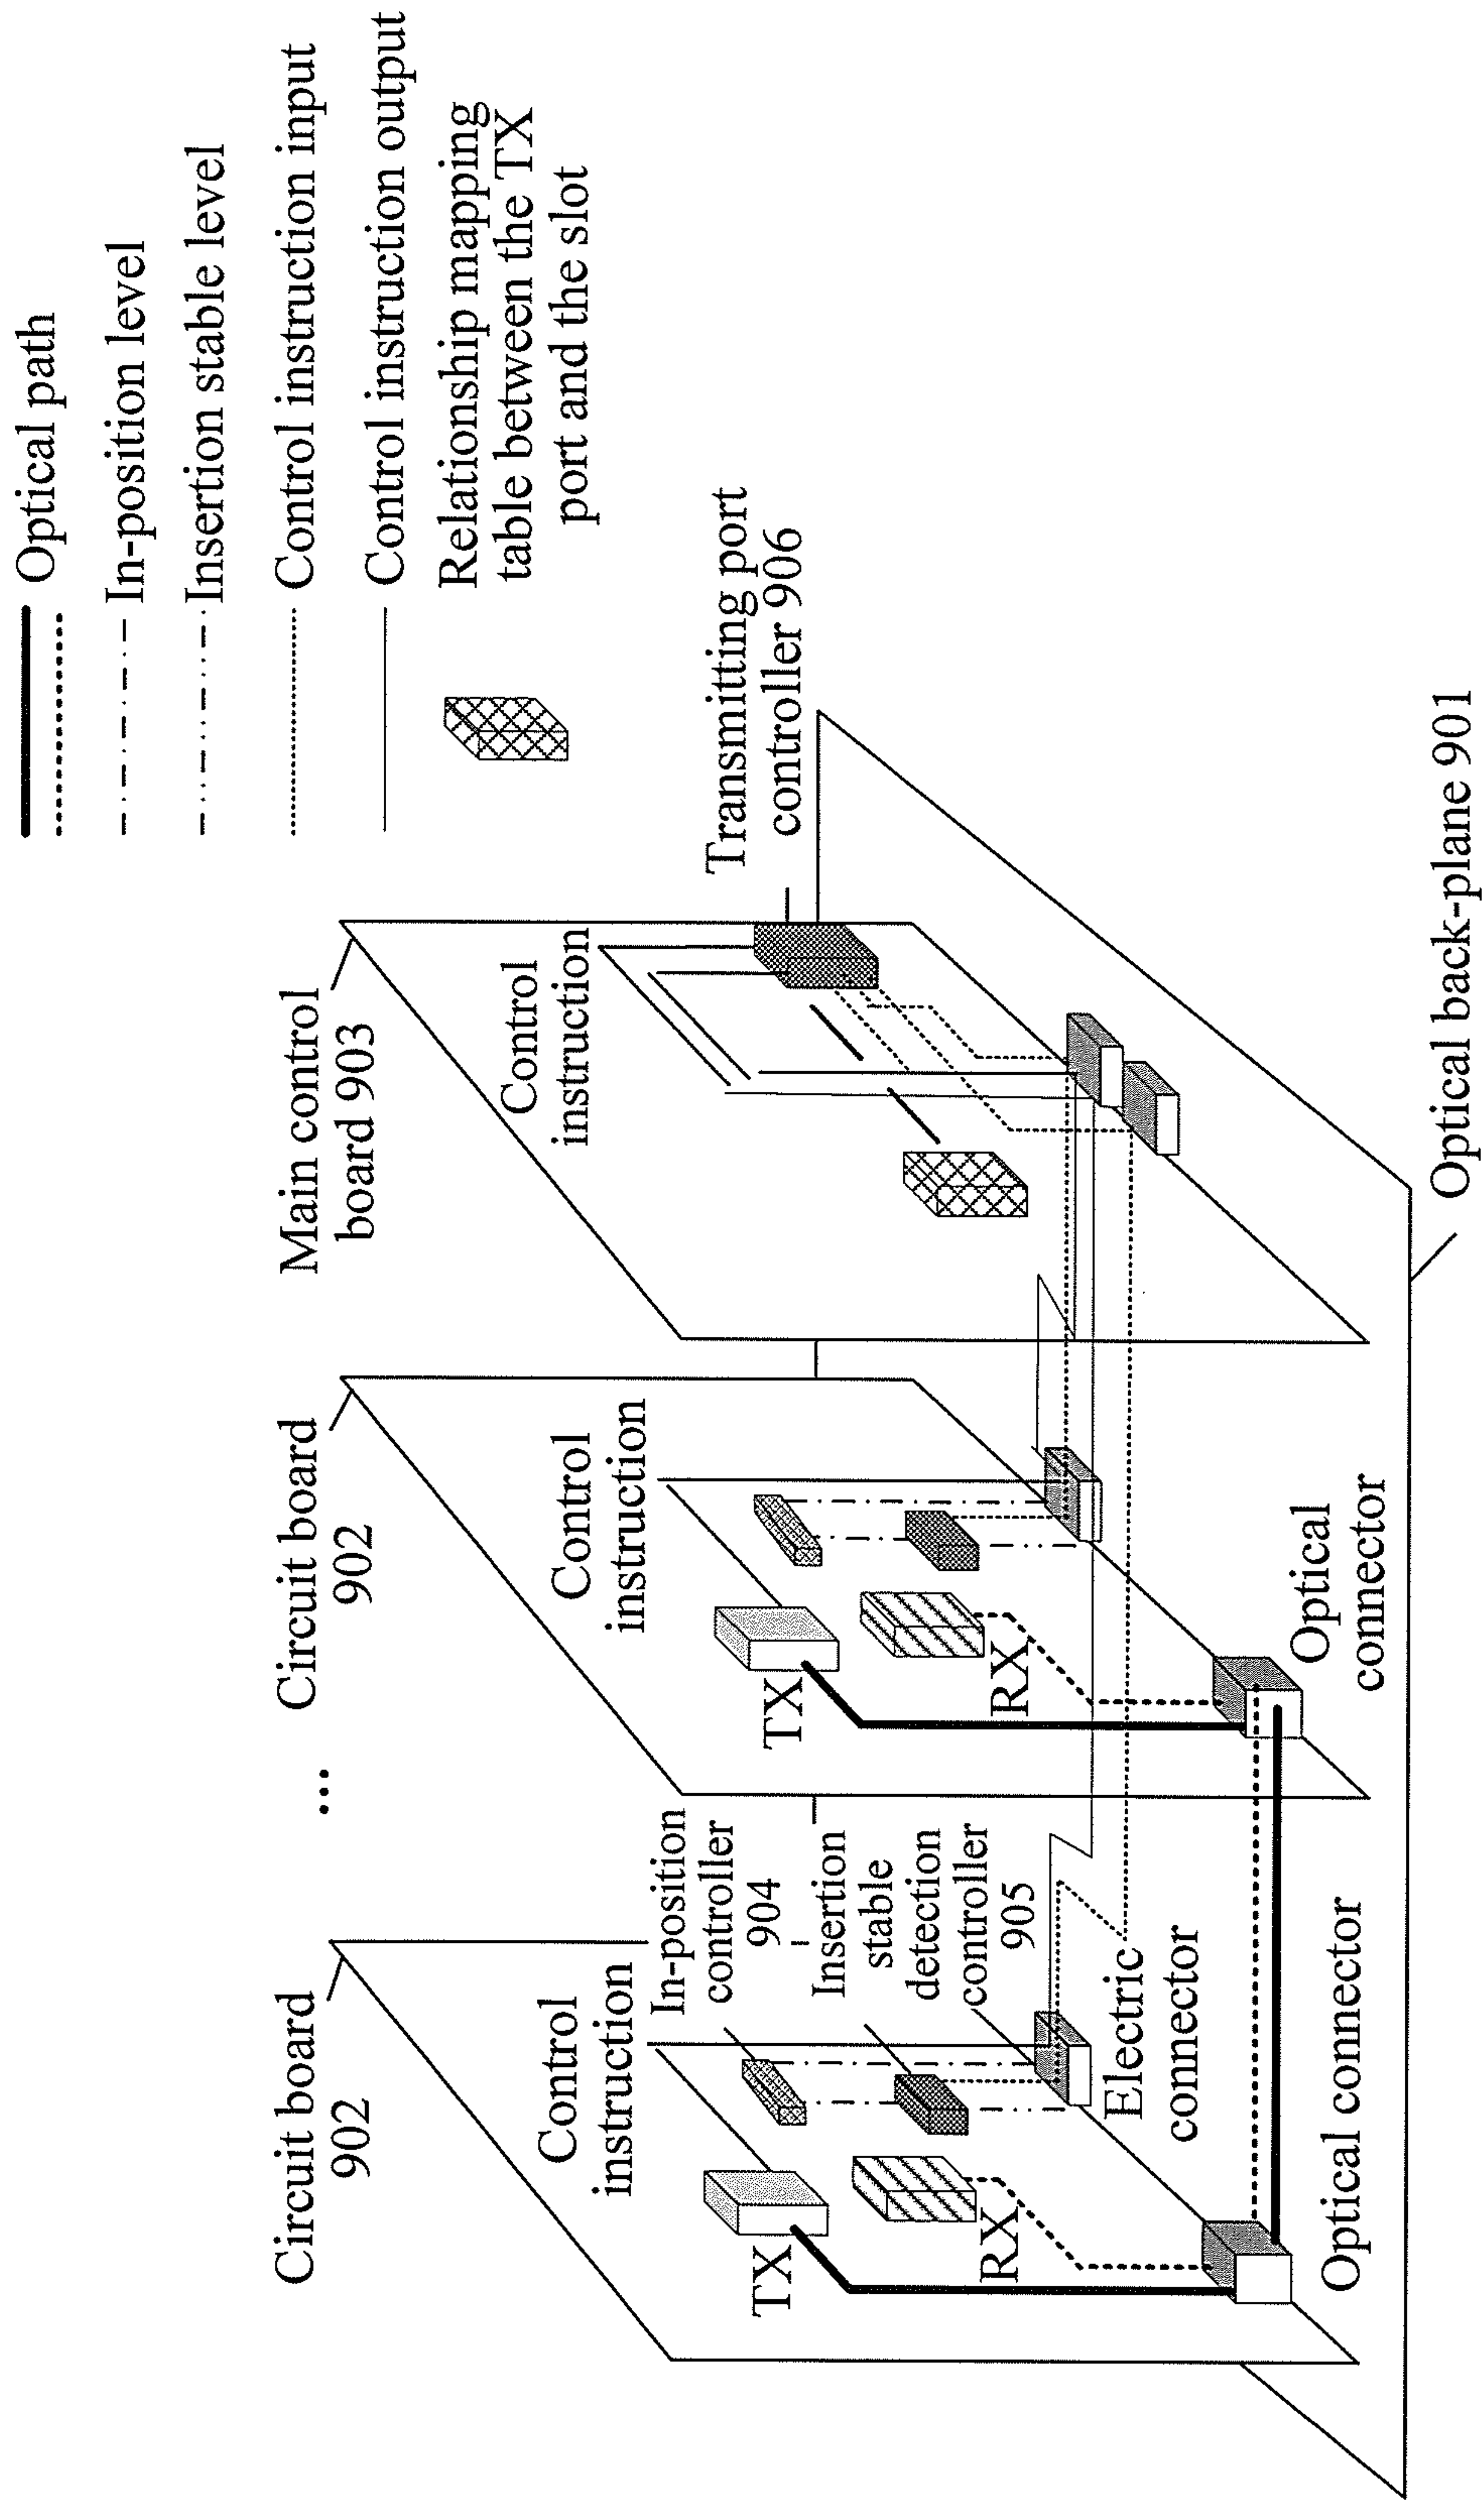 Optical path
In-position level
Insertion stable level
Control instruction input
Control instruction output
Relationship mapping
table between the TX
port and the slot
Circuit board
902
...
Circuit board
902
Main control
board 903
Control
instruction
Control
instruction
Control
instruction
Transmitting port
controller 906
In-position
controller
904
Insertion
stable
detection
controller
905
TX
RX
TX
RX
Electric
connector
Optical connector
Optical
connector
Optical back-plane 901